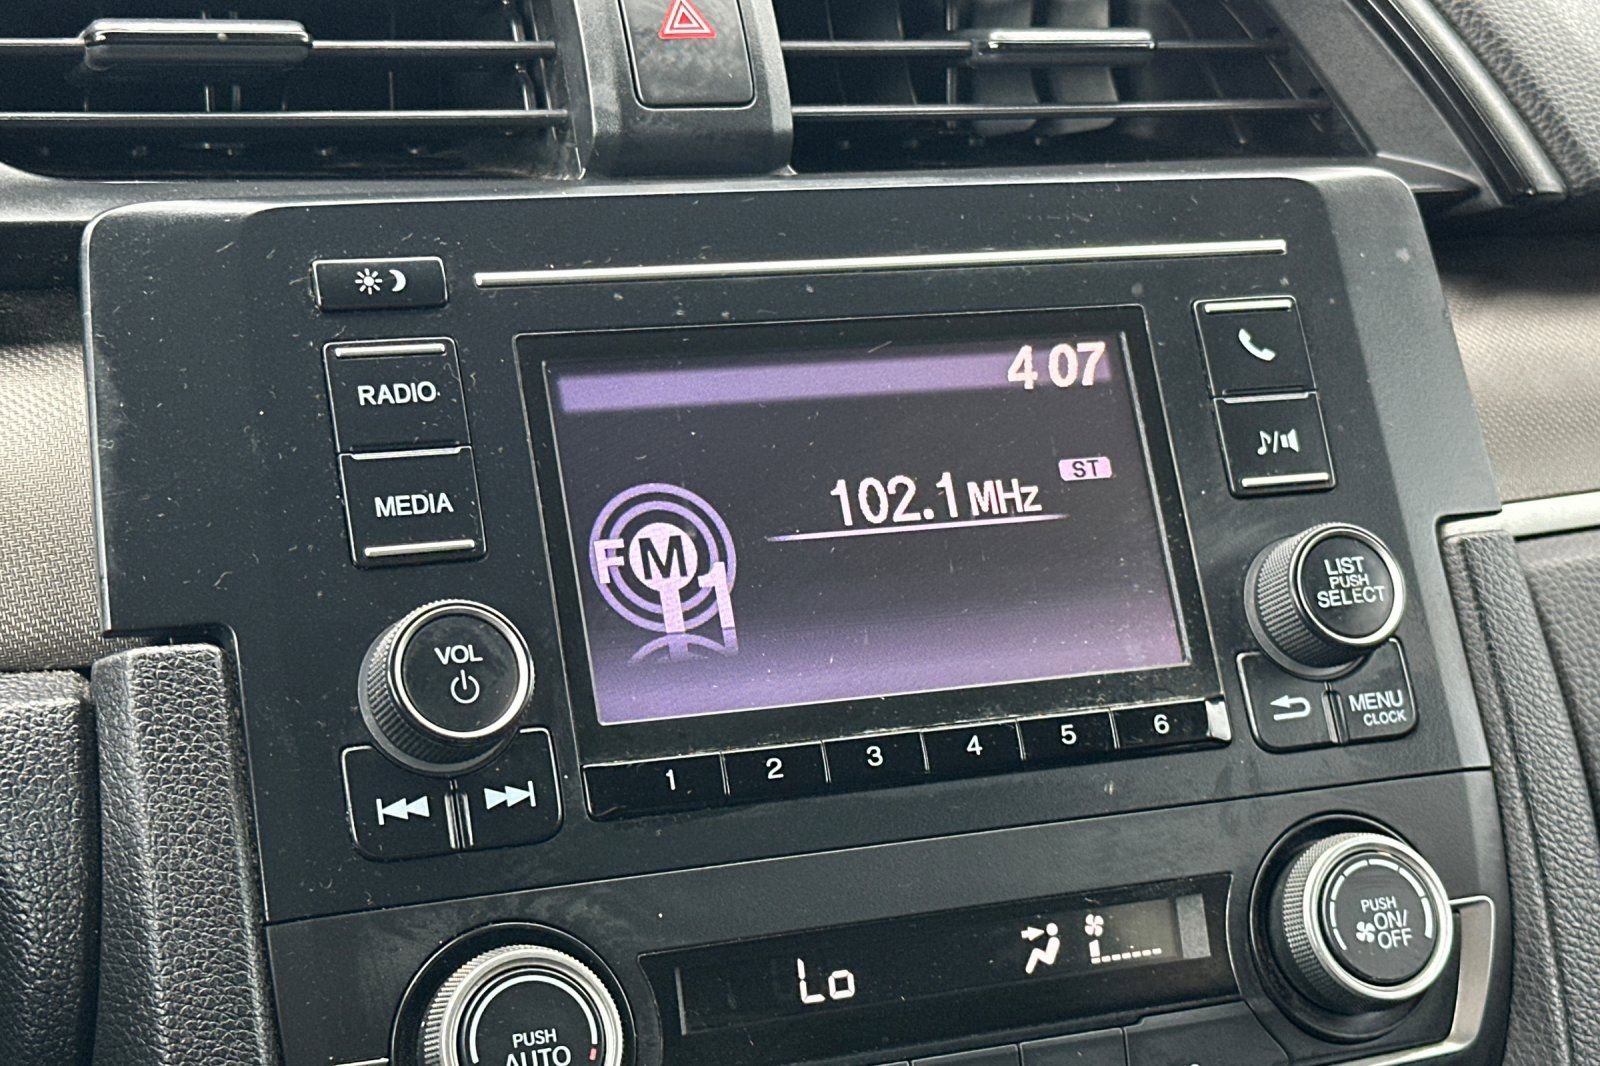 RADIO
MEDIA
4 07
ST
102.1 MHz
FM
1
LIST
PUSH
SELECT
VOL
MENU
CLOCK
1 2 3 4 5 6
PUSH
ON/
OFF
Lo
PUSH
AUTO